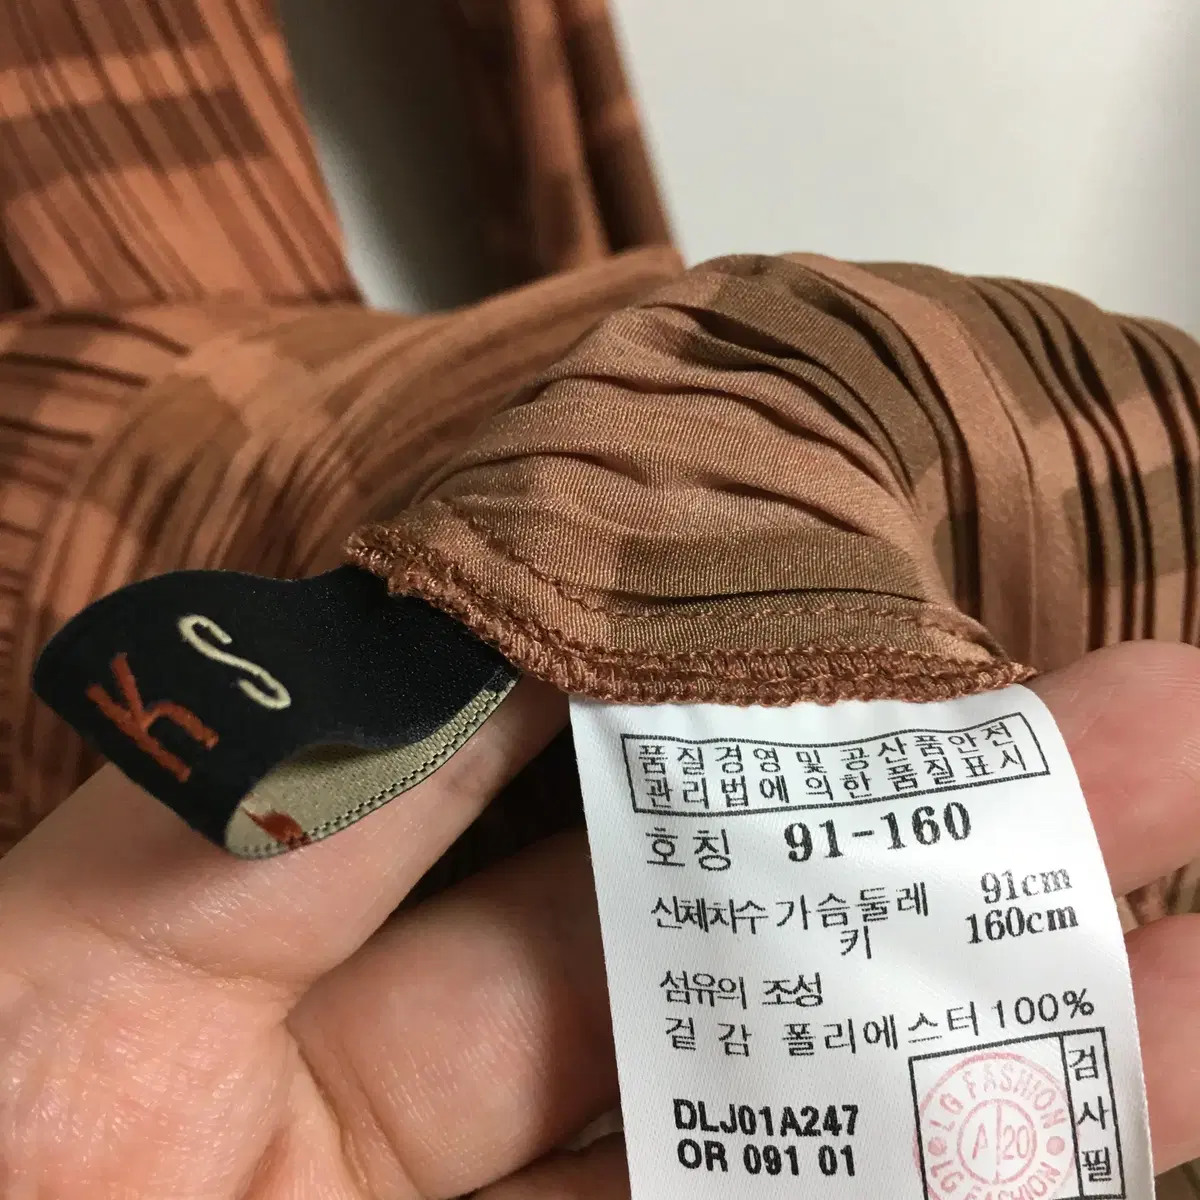 K S
품질경영 및 공산품안전
관리법에 의한 품질표시
호칭 91-160
신체치수 가슴둘레 91cm
키 160cm
섬유의 조성
겉감 폴리에스터 100%
검사필
LG FASHION
A 20
LG FASHION
DLJ01A247
OR 091 01